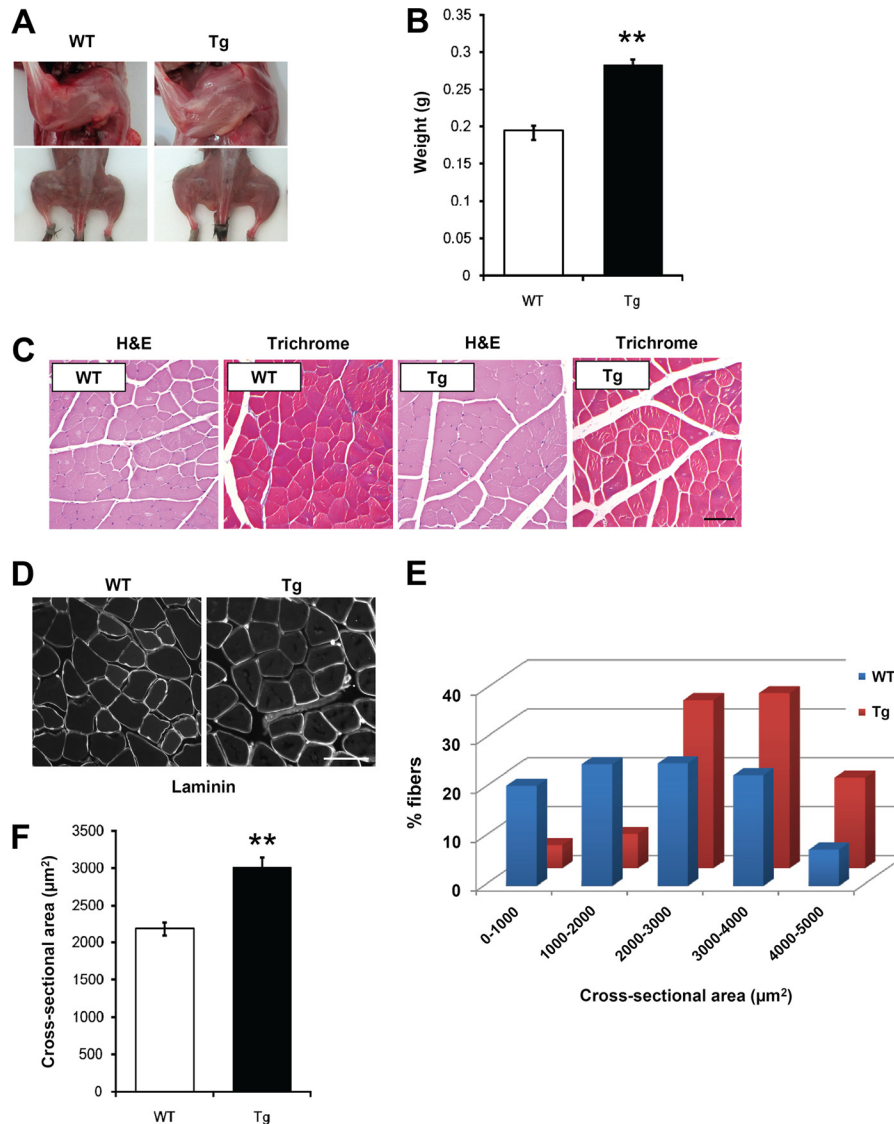 A
WT Tg
B
**
Weight (g)
0.35
0.3
0.25
0.2
0.15
0.1
0.05
0
WT Tg
C
H&E Trichrome H&E Trichrome
WT WT Tg Tg
D
WT Tg
Laminin
E
WT
Tg
% fibers
40
30
20
10
0
0-1000 1000-2000 2000-3000 3000-4000 4000-5000
Cross-sectional area (µm²)
F
**
Cross-sectional area (µm²)
3500
3000
2500
2000
1500
1000
500
0
WT Tg